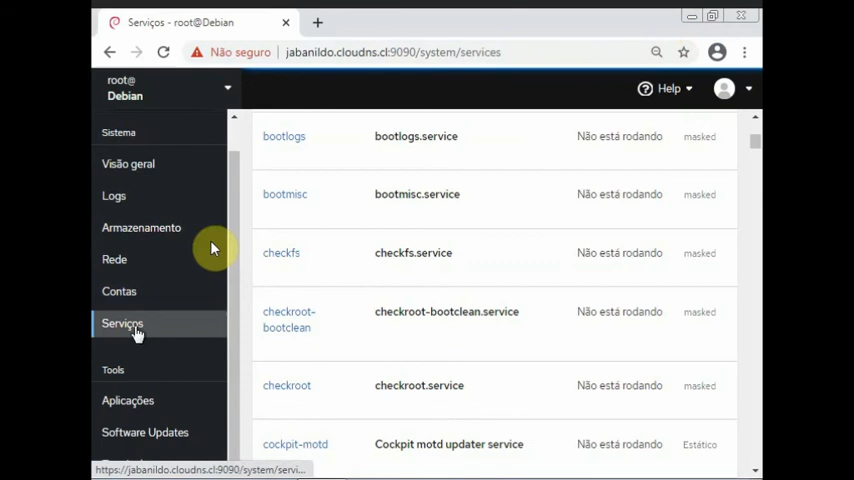 Serviços - root@Debian
Não seguro
jabanildo.cloudns.cl:9090/system/services
root@
Debian
Help
Sistema
Visão geral
Logs
Armazenamento
Rede
Contas
Serviços
Tools
Aplicações
Software Updates
bootlogs bootlogs.service Não está rodando masked
bootmisc bootmisc.service Não está rodando masked
checkfs checkfs.service Não está rodando masked
checkroot- checkroot-bootclean.service Não está rodando masked
bootclean
checkroot checkroot.service Não está rodando masked
cockpit-motd Cockpit motd updater service Não está rodando Estático
https://jabanildo.cloudns.cl:9090/system/servi...